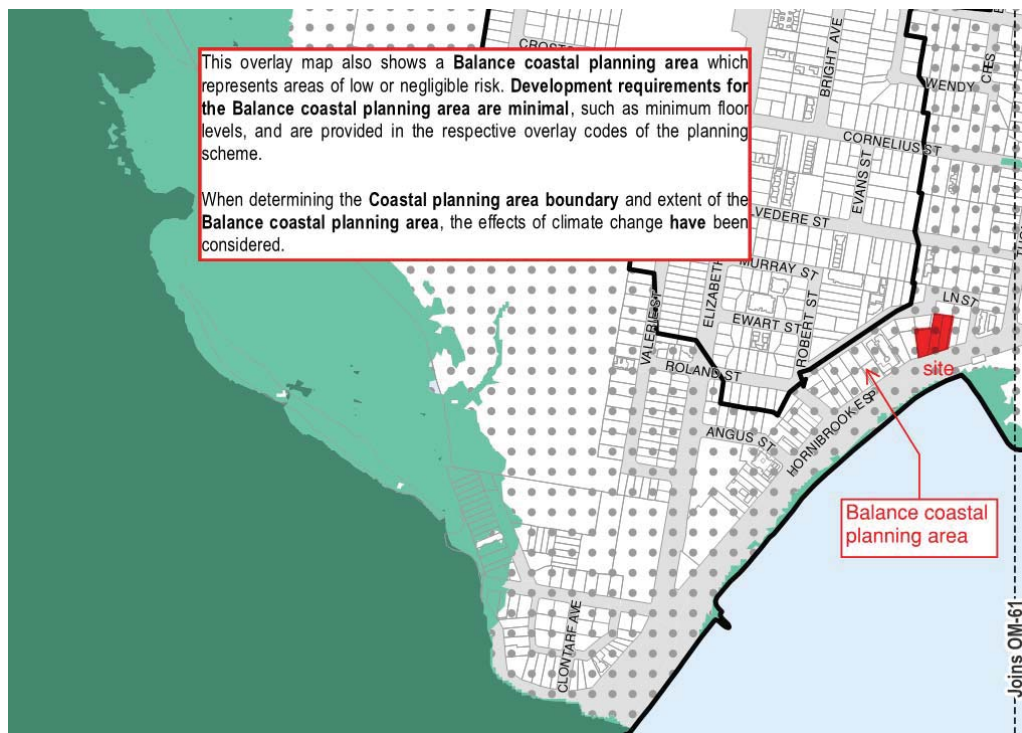 This overlay map also shows a Balance coastal planning area which
represents areas of low or negligible risk. Development requirements for
the Balance coastal planning area are minimal, such as minimum floor
levels, and are provided in the respective overlay codes of the planning
scheme.
When determining the Coastal planning area boundary and extent of the
Balance coastal planning area, the effects of climate change have been
considered.
BRIGHT AVE
WENDY
CORNELIUS ST
EVANS ST
VEDERE ST
MURRAY ST
ELIZABETH
EWART ST
ROBERT ST
VALERIE ST
ROLAND ST
LN ST
site
HORNIBROOK ESP
ANGUS ST
Balance coastal
planning area
CLONTARF AVE
Joins OM-61